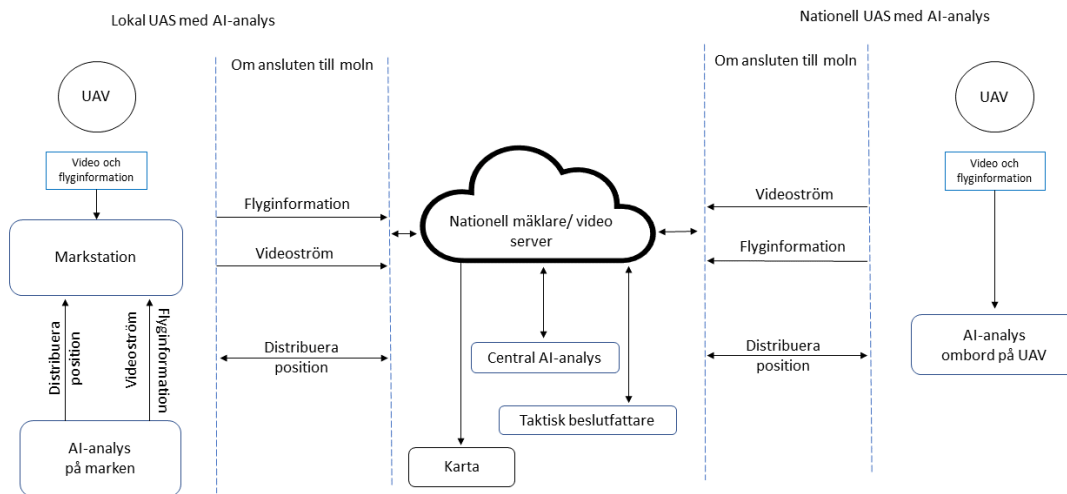 Lokal UAS med AI-analys
Nationell UAS med AI-analys
UAV
Video och
flyginformation
Markstation
Distribuera
position
Videoström
Flyginformation
AI-analys
på marken
Om ansluten till moln
Flyginformation
Videoström
Distribuera
position
Nationell mäklare/ video
server
Central AI-analys
Taktisk beslutfattare
Karta
Om ansluten till moln
Videoström
Flyginformation
Distribuera
position
UAV
Video och
flyginformation
AI-analys
ombord på UAV